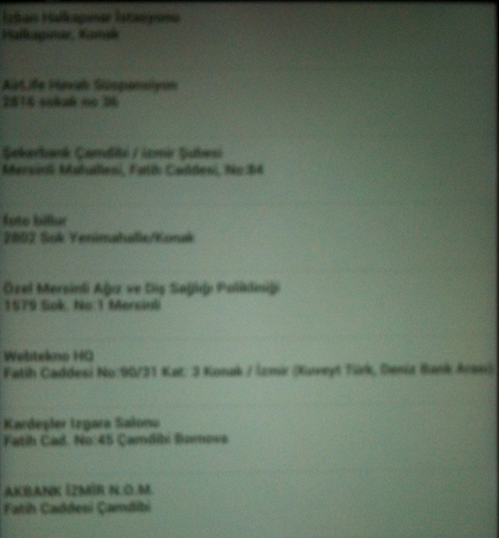 İzban Halkapınar İstasyonu
Halkapınar, Konak
AirLife Havalı Süspansiyon
2816 sokak no 36
Şekerbank Çamdibi / izmir Şubesi
Mersinli Mahallesi, Fatih Caddesi, No:84
foto billur
2802 Sok Yenimahalle/Konak
Özel Mersinli Ağız ve Diş Sağlığı Polikliniği
1579 Sok. No:1 Mersinli
Webtekno HQ
Fatih Caddesi No:90/31 Kat: 3 Konak / İzmir (Kuveyt Türk, Deniz Bank Arası)
Kardeşler Izgara Salonu
Fatih Cad. No:45 Çamdibi Bornova
AKBANK İZMİR N.O.M.
Fatih Caddesi Çamdibi